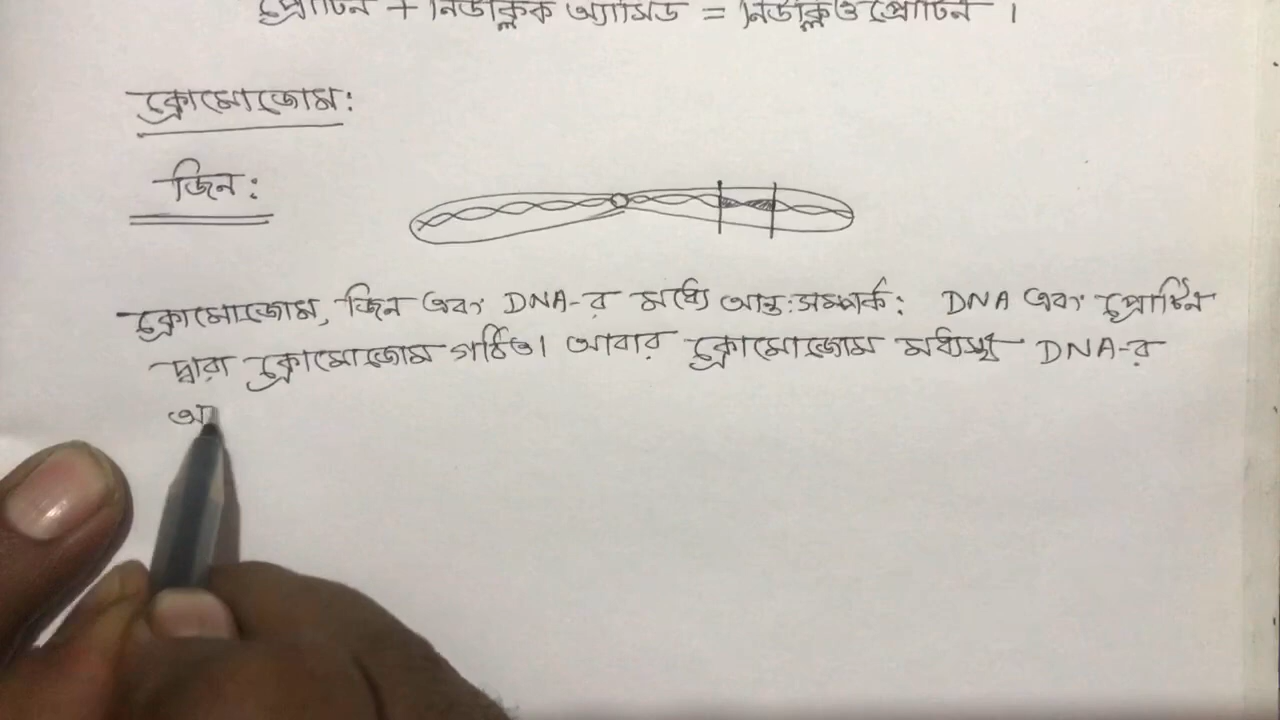 প্রোটিন + নিউক্লিক অ্যাসিড = নিউক্লিওপ্রোটিন ।
ক্রোমোজোম:
জিন:
ক্রোমোজোম, জিন এবং DNA-র মধ্যে আন্ত:সম্পর্ক: DNA এবং প্রোটিন
দ্বারা ক্রোমোজোম গঠিত। আবার ক্রোমোজোম মধ্যস্থ DNA-র
অ